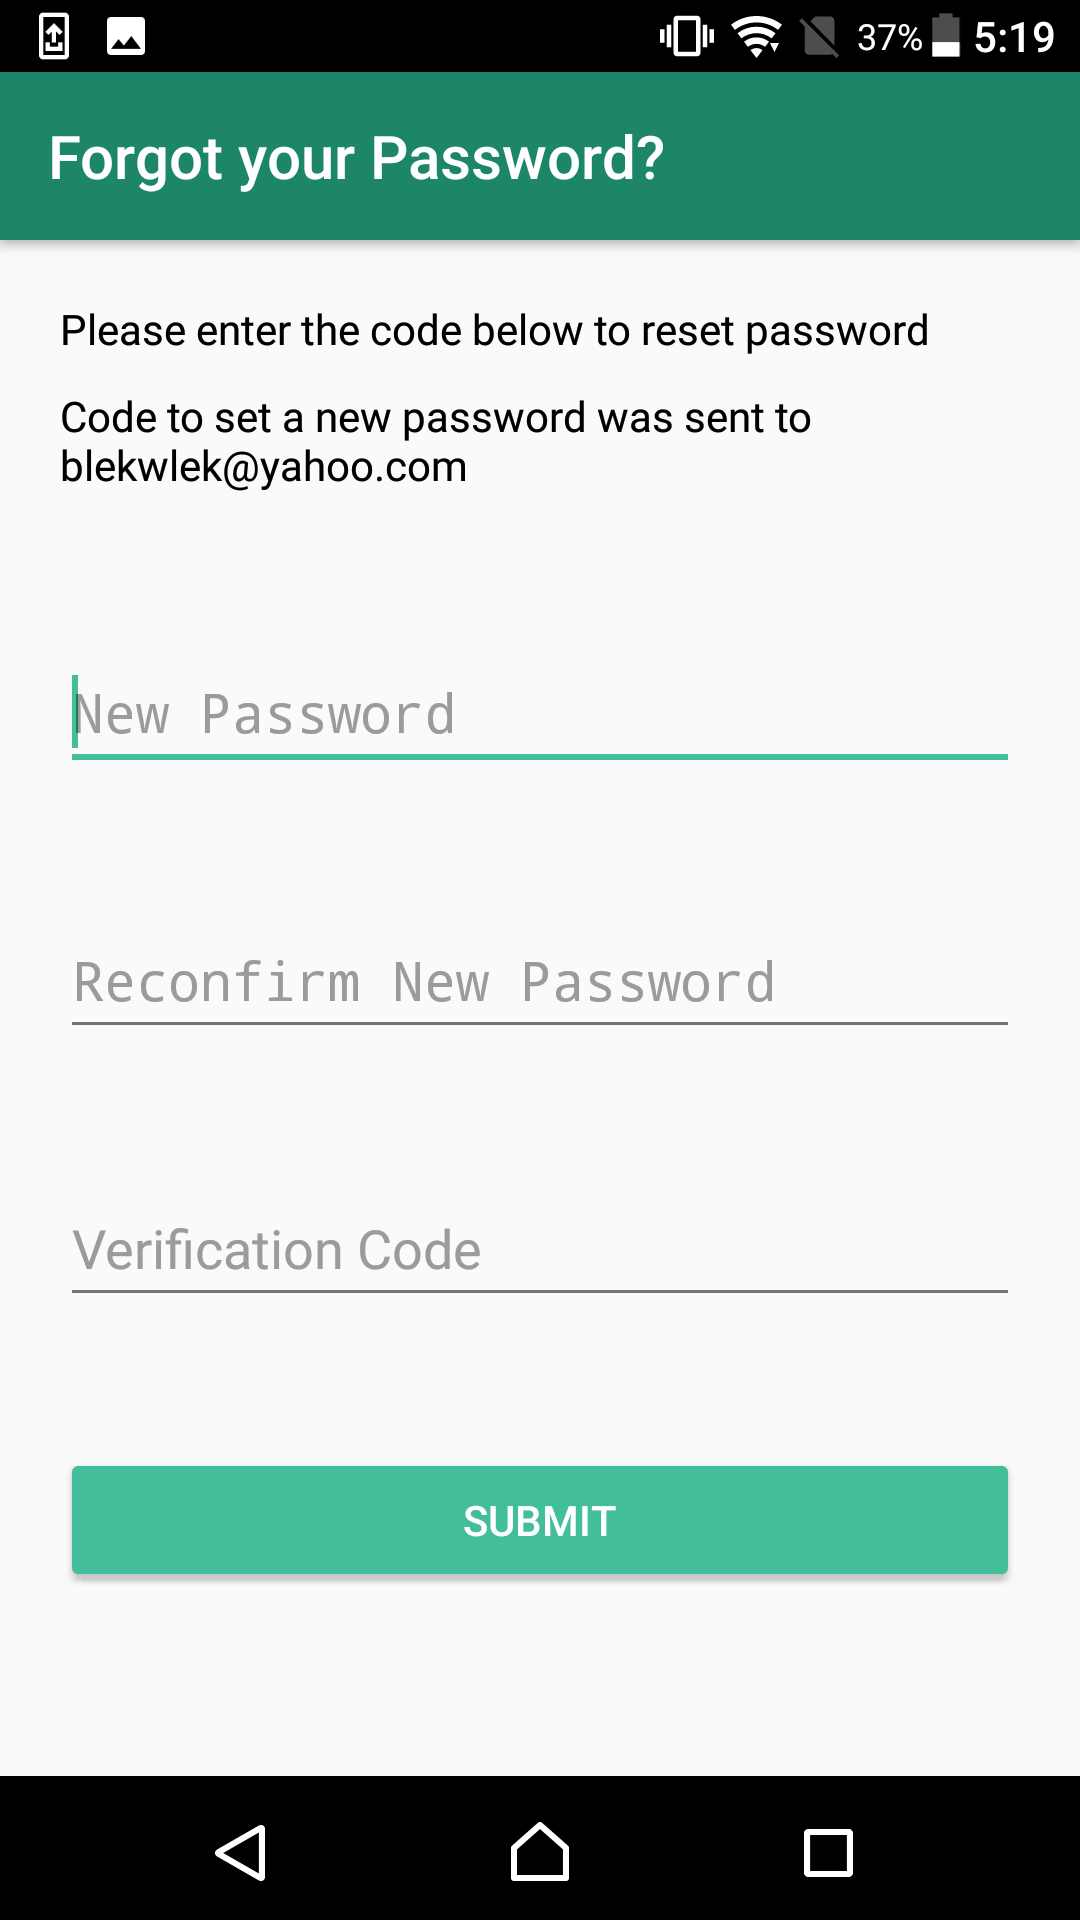 37% 5:19
Forgot your Password?
Please enter the code below to reset password
Code to set a new password was sent to
blekwlek@yahoo.com
New Password
Reconfirm New Password
Verification Code
SUBMIT